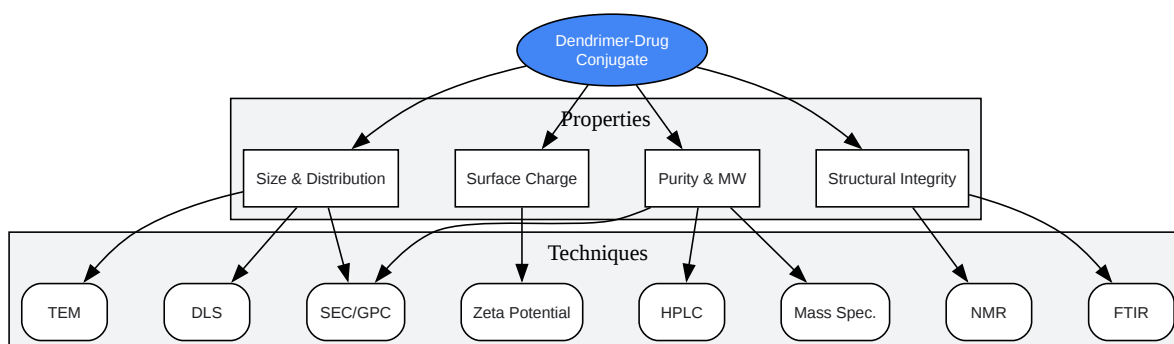 Dendrimer-Drug
Conjugate
Properties
Size & Distribution
Surface Charge
Purity & MW
Structural Integrity
Techniques
TEM
DLS
SEC/GPC
Zeta Potential
HPLC
Mass Spec.
NMR
FTIR